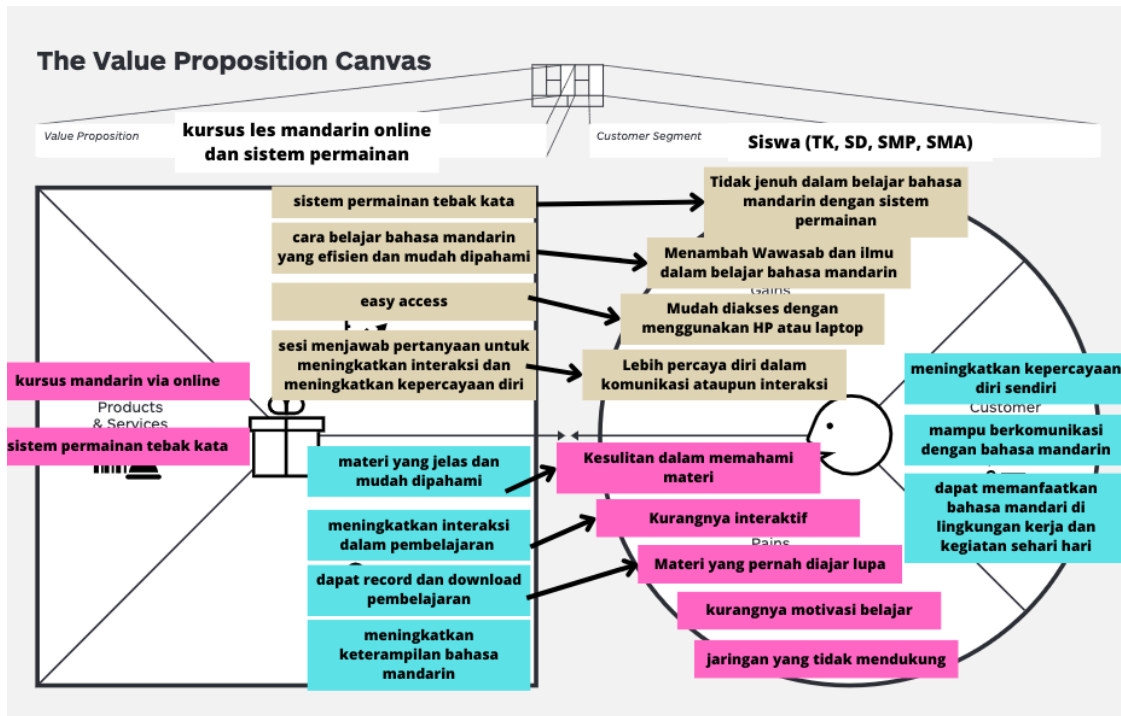 The Value Proposition Canvas
Value Proposition
kursus les mandarin online
dan sistem permainan
Customer Segment
Siswa (TK, SD, SMP, SMA)
sistem permainan tebak kata
cara belajar bahasa mandarin
yang efisien dan mudah dipahami
easy access
sesi menjawab pertanyaan untuk
meningkatkan interaksi dan
meningkatkan kepercayaan diri
Tidak jenuh dalam belajar bahasa
mandarin dengan sistem
permainan
Menambah Wawasab dan ilmu
dalam belajar bahasa mandarin
Gains
Mudah diakses dengan
menggunakan HP atau laptop
Lebih percaya diri dalam
komunikasi ataupun interaksi
kursus mandarin via online
Products
& Services
sistem permainan tebak kata
meningkatkan kepercayaan
diri sendiri
Customer
mampu berkomunikasi
dengan bahasa mandarin
dapat memanfaatkan
bahasa mandari di
lingkungan kerja dan
kegiatan sehari hari
materi yang jelas dan
mudah dipahami
meningkatkan interaksi
dalam pembelajaran
dapat record dan download
pembelajaran
meningkatkan
keterampilan bahasa
mandarin
Kesulitan dalam memahami
materi
Kurangnya interaktif
Pains
Materi yang pernah diajar lupa
kurangnya motivasi belajar
jaringan yang tidak mendukung